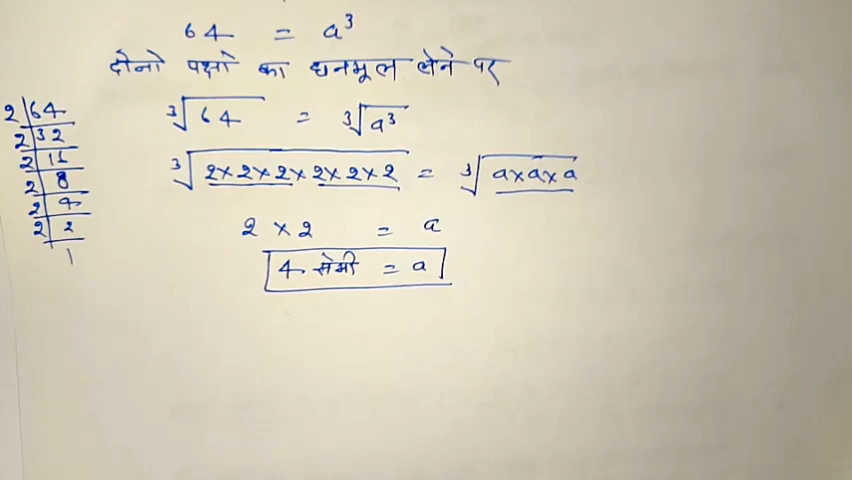 64 = a³
दोनो पक्षो का घनमूल लेने पर
∛64 = ∛a³
∛2×2×2×2×2×2 = ∛a×a×a
2 × 2 = a
4 सेमी = a
2 | 64
2 | 32
2 | 16
2 | 8
2 | 4
2 | 2
1